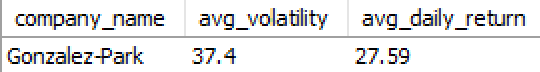 company_name avg_volatility avg_daily_return
Gonzalez-Park 37.4 27.59